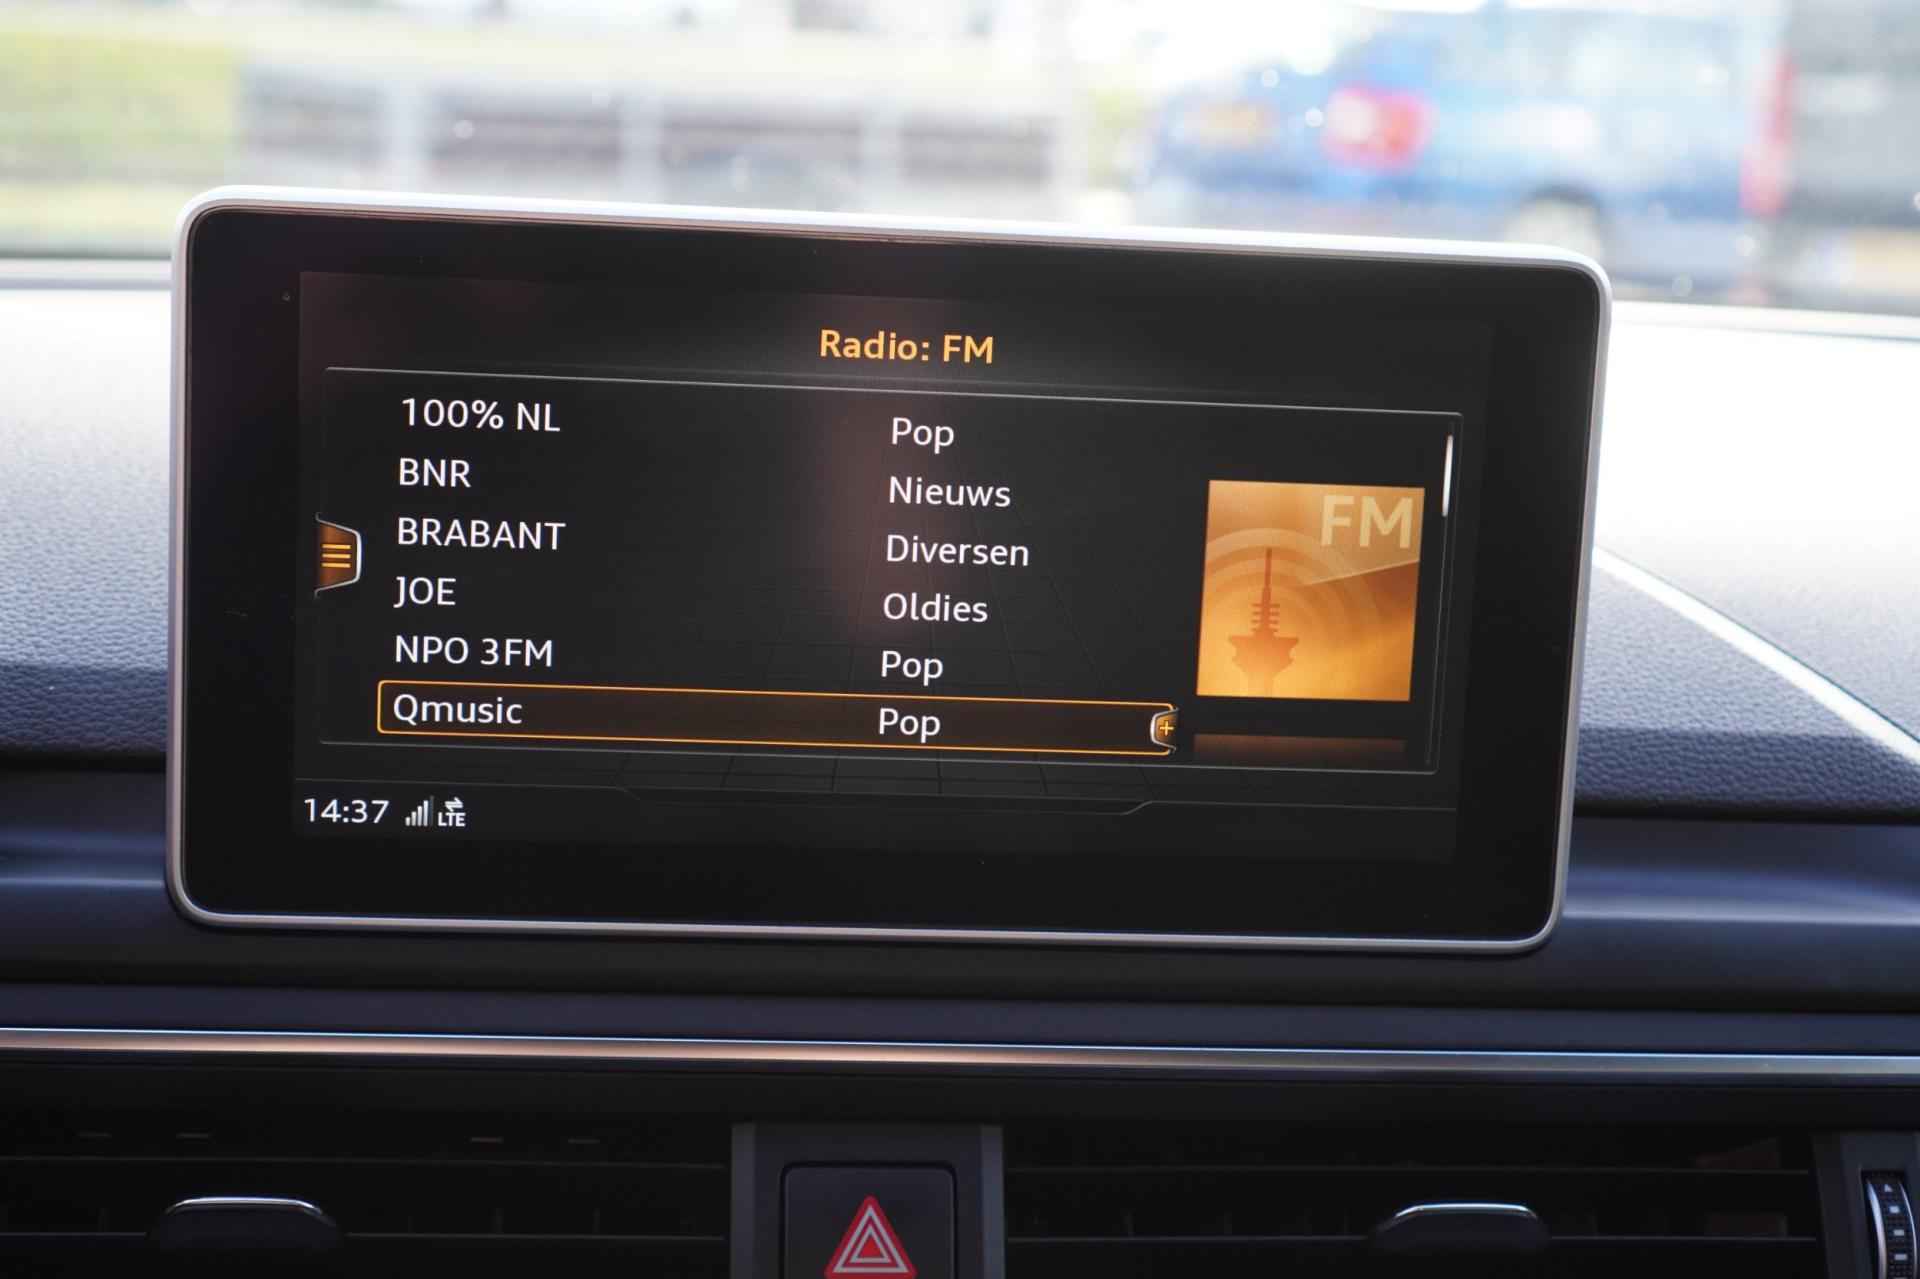 Radio: FM
100% NL Pop
BNR Nieuws
BRABANT Diversen
JOE Oldies
NPO 3FM Pop
Qmusic Pop
FM
14:37 LTE